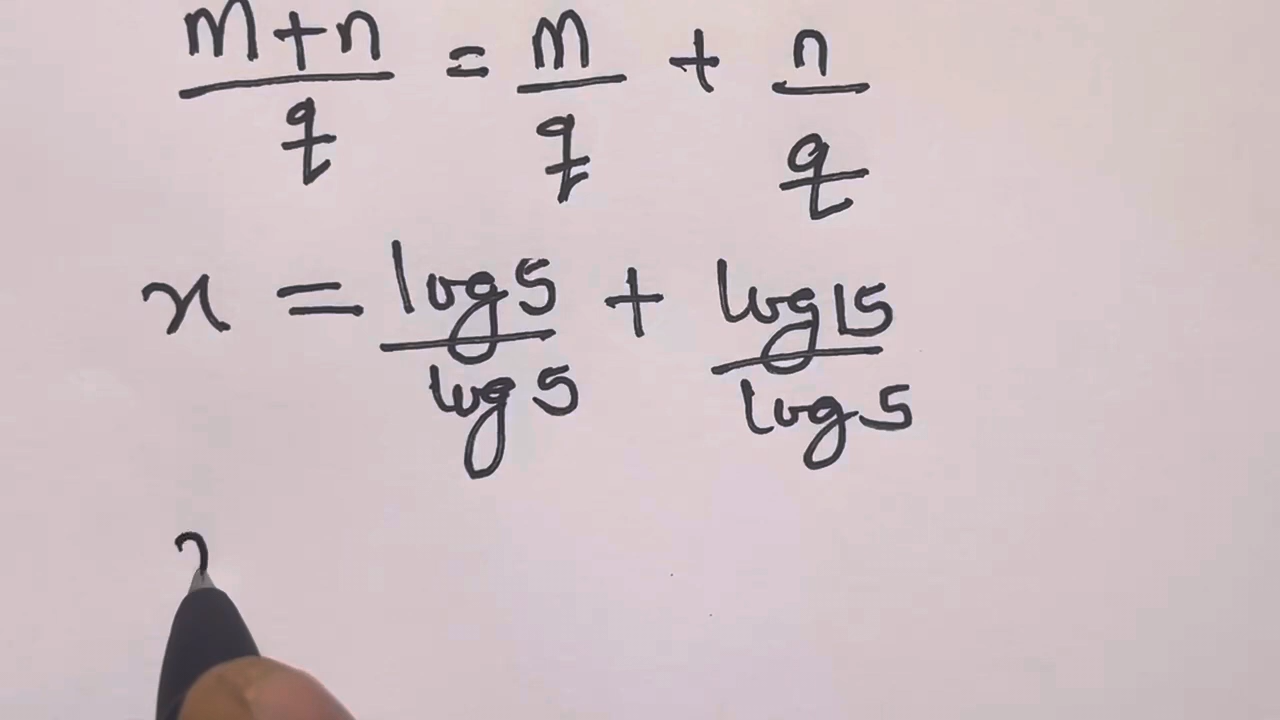 m+n/q = m/q + n/q
x = log5/log5 + log15/log5